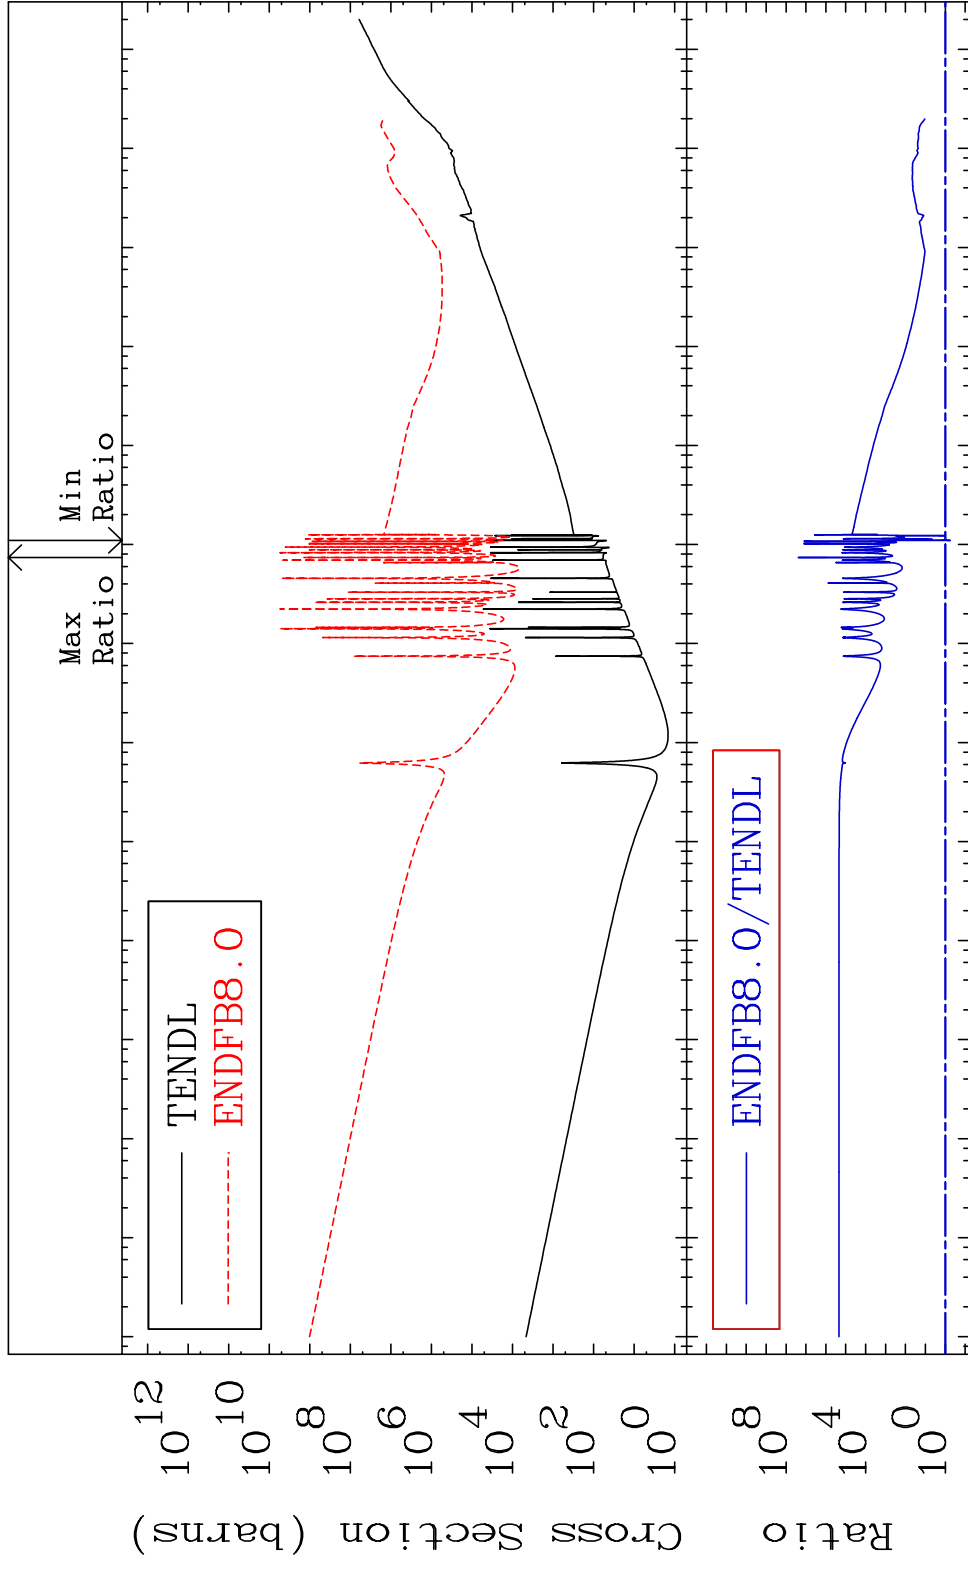 Max
Ratio
Min
Ratio
TENDL
ENDFB8.0
10 12
10 10
10 8
10 6
10 4
10 2
10 0
Cross Section (barns)
ENDFB8.0/TENDL
10 8
10 4
10 0
Ratio